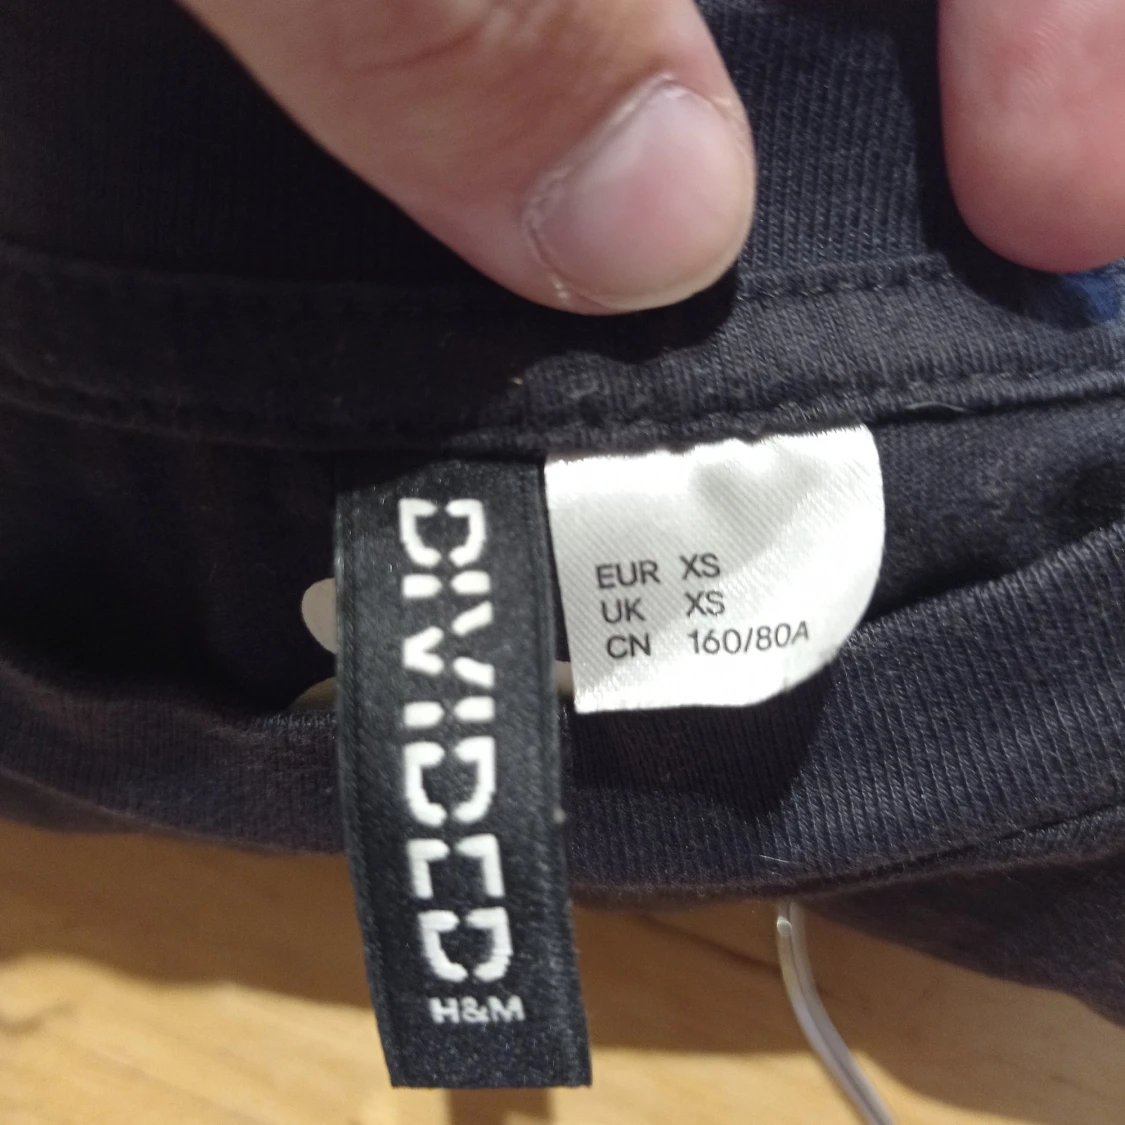 DIVIDED
H&M
EUR XS
UK XS
CN 160/80A